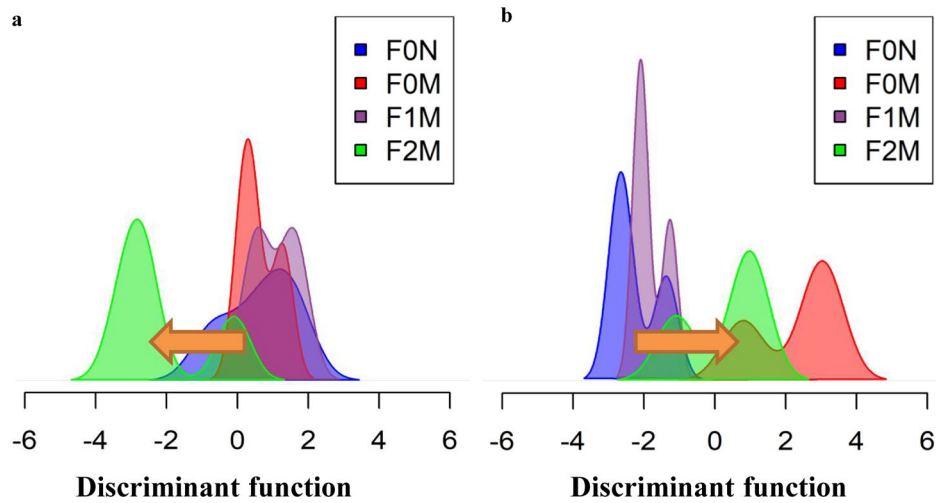 a
F0N
F0M
F1M
F2M
-6 -4 -2 0 2 4 6
Discriminant function
b
F0N
F0M
F1M
F2M
-6 -4 -2 0 2 4 6
Discriminant function